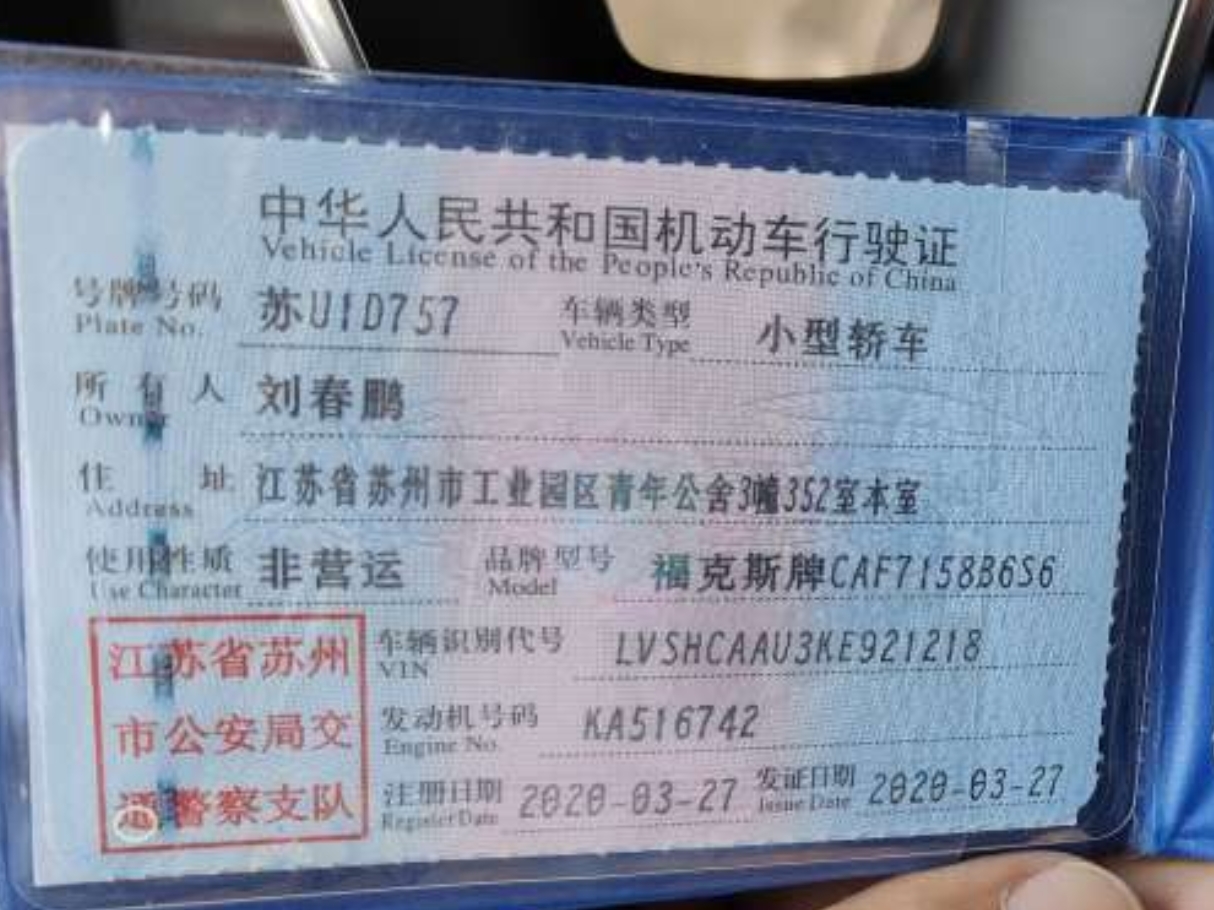 中华人民共和国机动车行驶证
Vehicle License of the People's Republic of China
号牌号码 苏U1D757 车辆类型 小型轿车
Plate No. Vehicle Type
所有人 刘春鹏
Owner
住址 江苏省苏州市工业园区青年公舍3幢352室本室
Address
使用性质 非营运 品牌型号 福克斯牌CAF7158B6S6
Use Character Model
江苏省苏州 车辆识别代号 LVSHCAAU3KE921218
VIN
市公安局交 发动机号码 KA516742
Engine No.
通警察支队 注册日期 2020-03-27 发证日期 2020-03-27
Register Date Issue Date